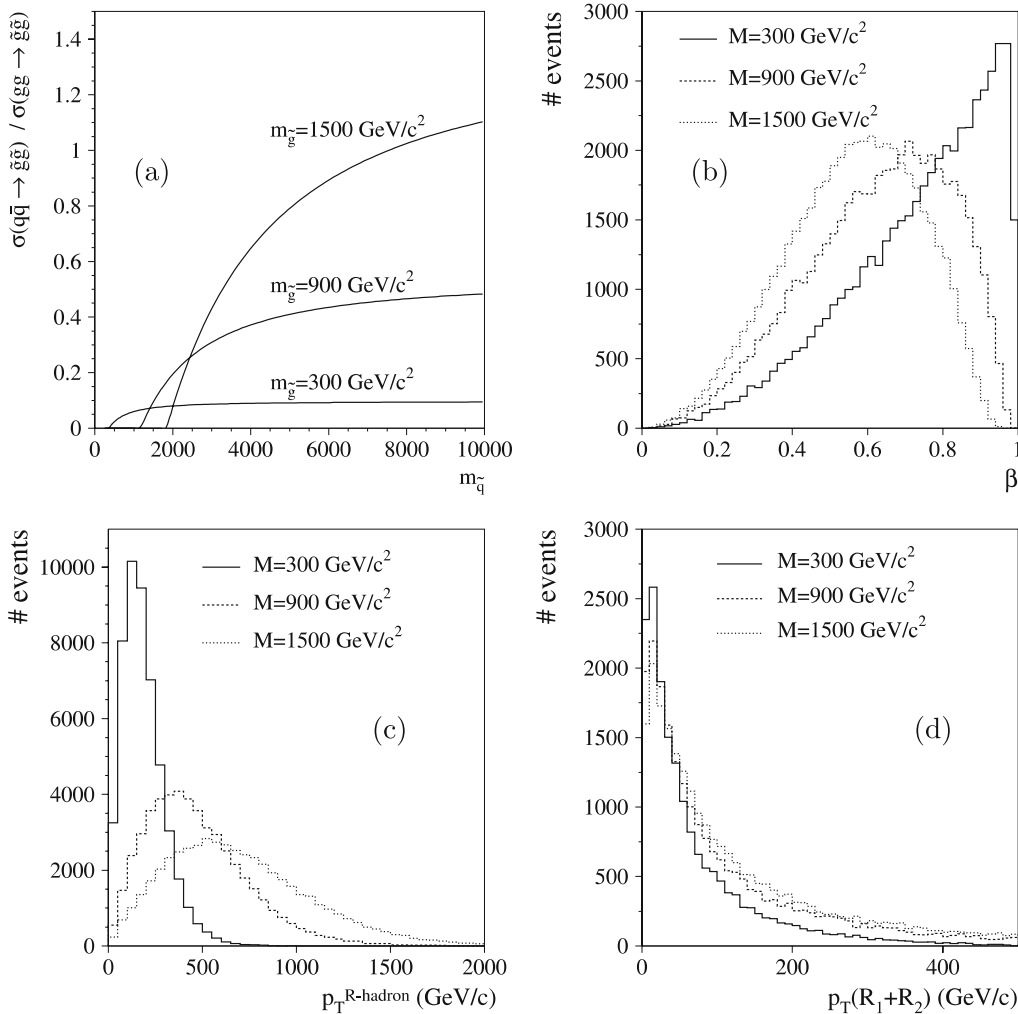 σ(qq̄ → g̃g̃) / σ(gg → g̃g̃)
1.4
1.2
1
0.8
0.6
0.4
0.2
0
m_g̃=1500 GeV/c²
(a)
m_g̃=900 GeV/c²
m_g̃=300 GeV/c²
0 2000 4000 6000 8000 10000
m_q̃
# events
3000
2500
2000
1500
1000
500
0
M=300 GeV/c²
M=900 GeV/c²
M=1500 GeV/c²
(b)
0 0.2 0.4 0.6 0.8 1
β
# events
10000
8000
6000
4000
2000
0
M=300 GeV/c²
M=900 GeV/c²
M=1500 GeV/c²
(c)
0 500 1000 1500 2000
p_T^R-hadron (GeV/c)
# events
3000
2500
2000
1500
1000
500
0
M=300 GeV/c²
M=900 GeV/c²
M=1500 GeV/c²
(d)
0 200 400
p_T(R₁+R₂) (GeV/c)